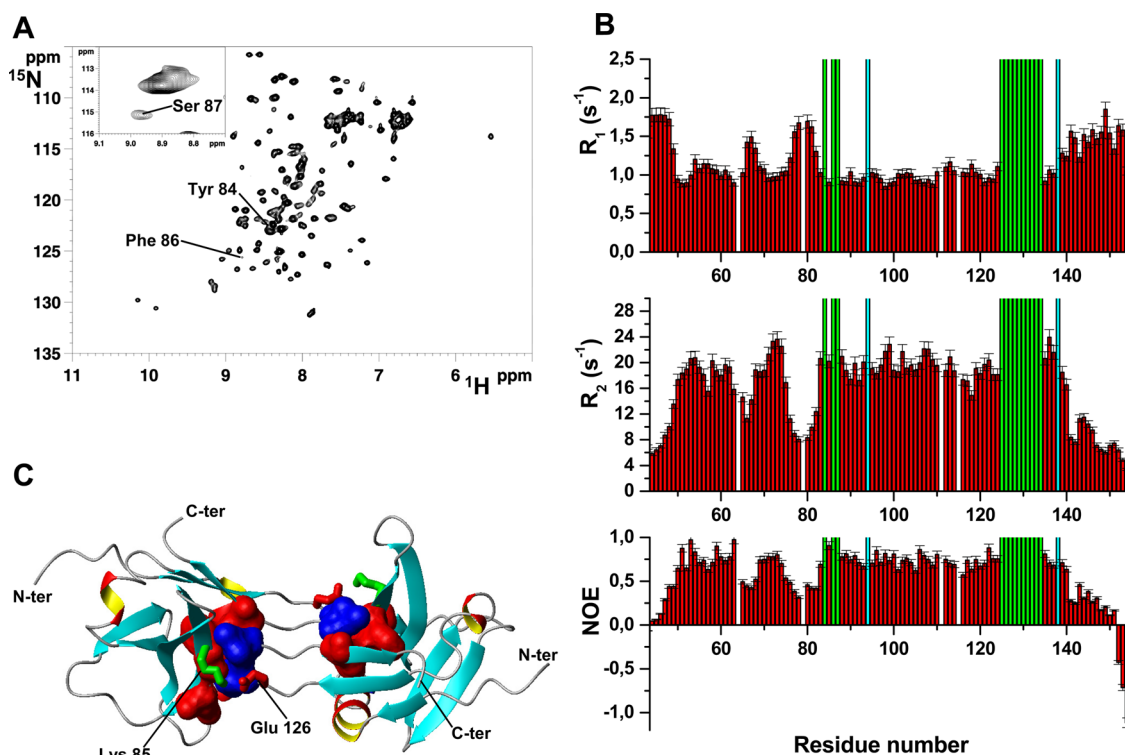 A
ppm
15N
110
115
120
125
130
135
11
10
9
8
7
6
1H
ppm
ppm
113
114
115
116
9.1
9.0
8.9
8.8
ppm
Ser 87
Tyr 84
Phe 86
B
2,5
2,0
1,5
1,0
0,5
0,0
R1 (s-1)
60
80
100
120
140
28
24
20
16
12
8
4
0
R2 (s-1)
60
80
100
120
140
1,0
0,5
0,0
-0,5
-1,0
NOE
60
80
100
120
140
Residue number
C
C-ter
N-ter
N-ter
Glu 126
C-ter
Lys 85